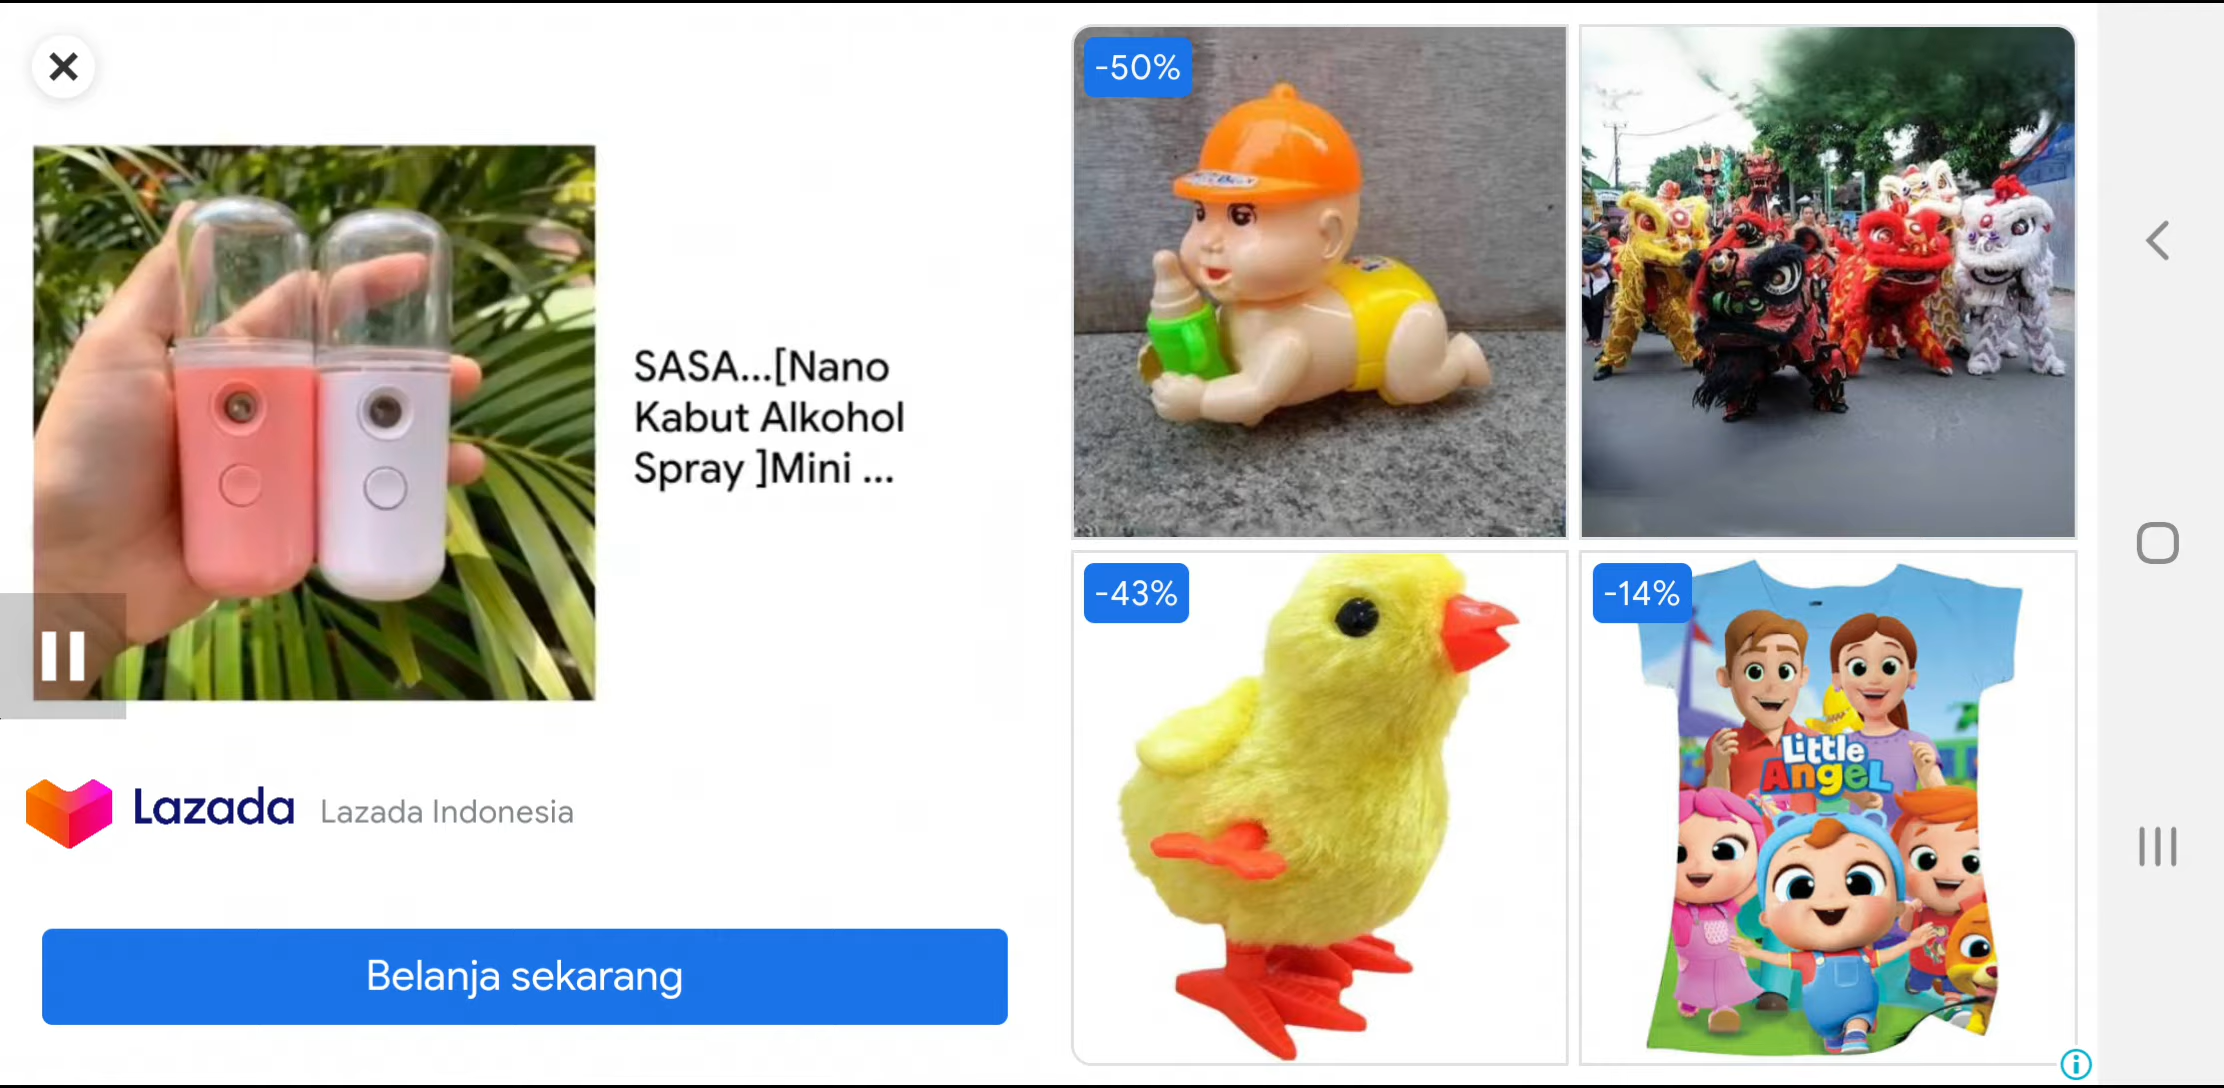 SASA...[Nano
Kabut Alkohol
Spray ]Mini ...
Lazada Lazada Indonesia
Belanja sekarang
-50%
-43%
-14%
Little
Angel